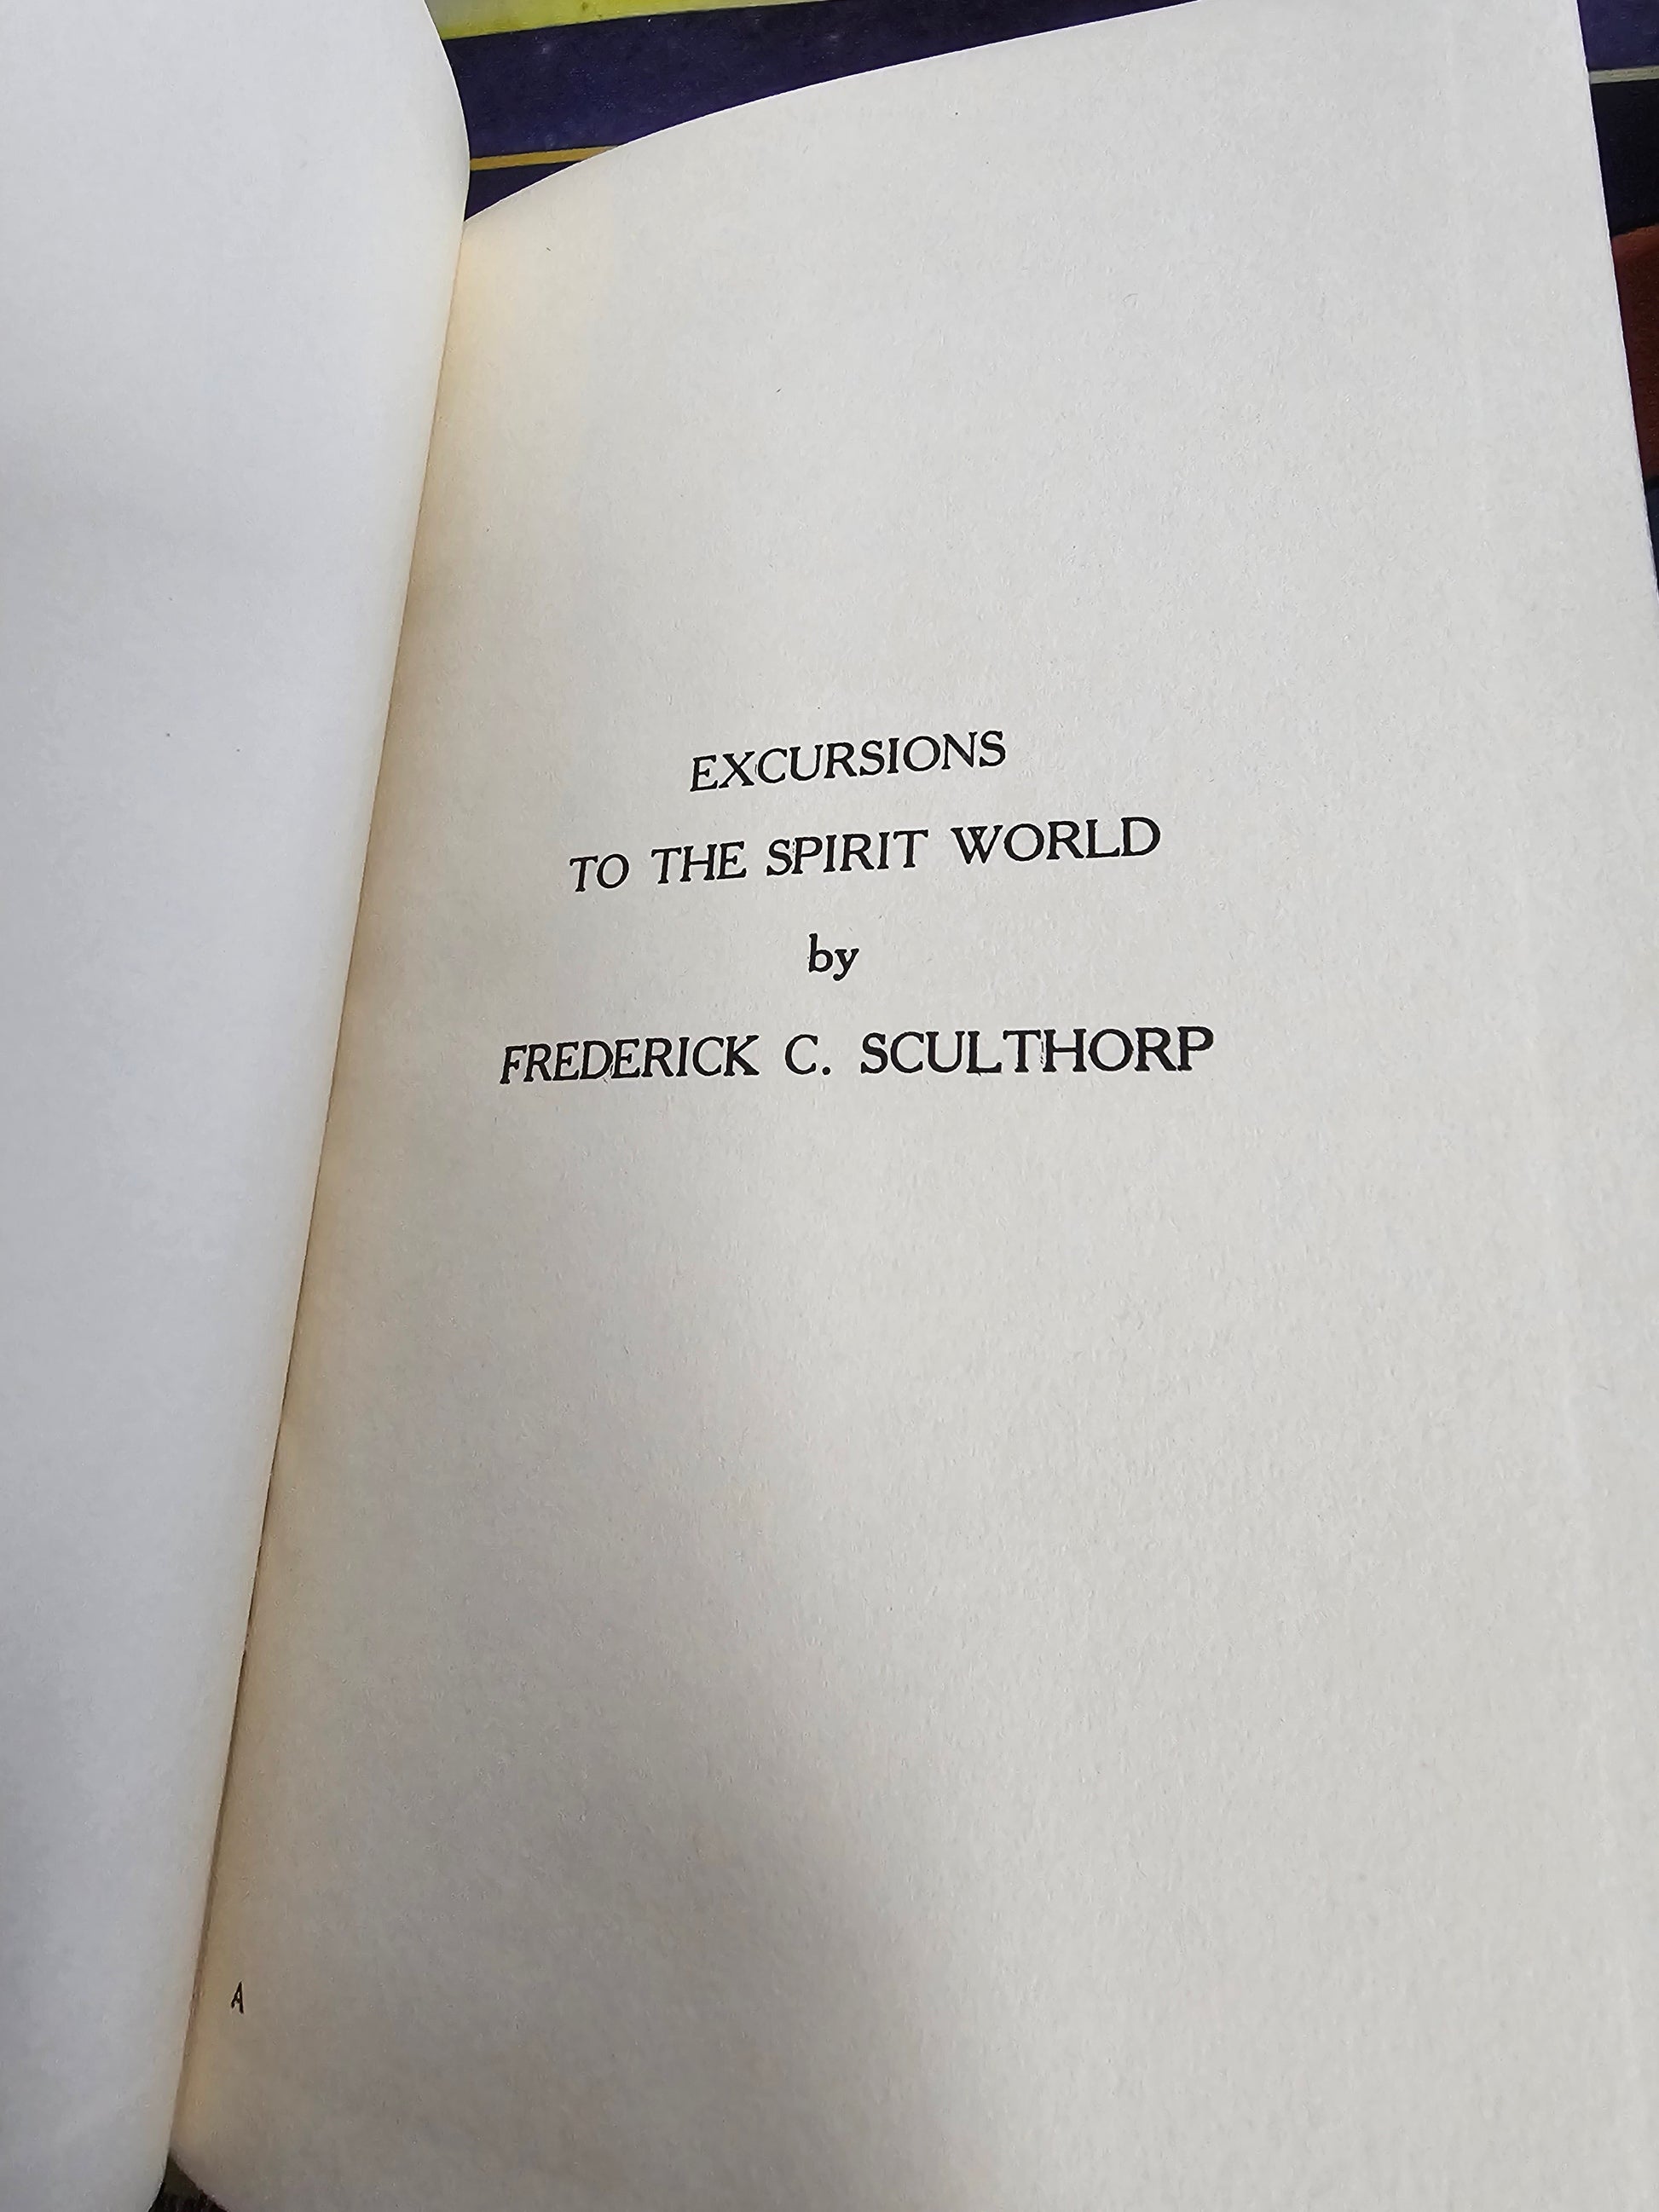 EXCURSIONS
TO THE SPIRIT WORLD
by
FREDERICK C. SCULTHORP
A